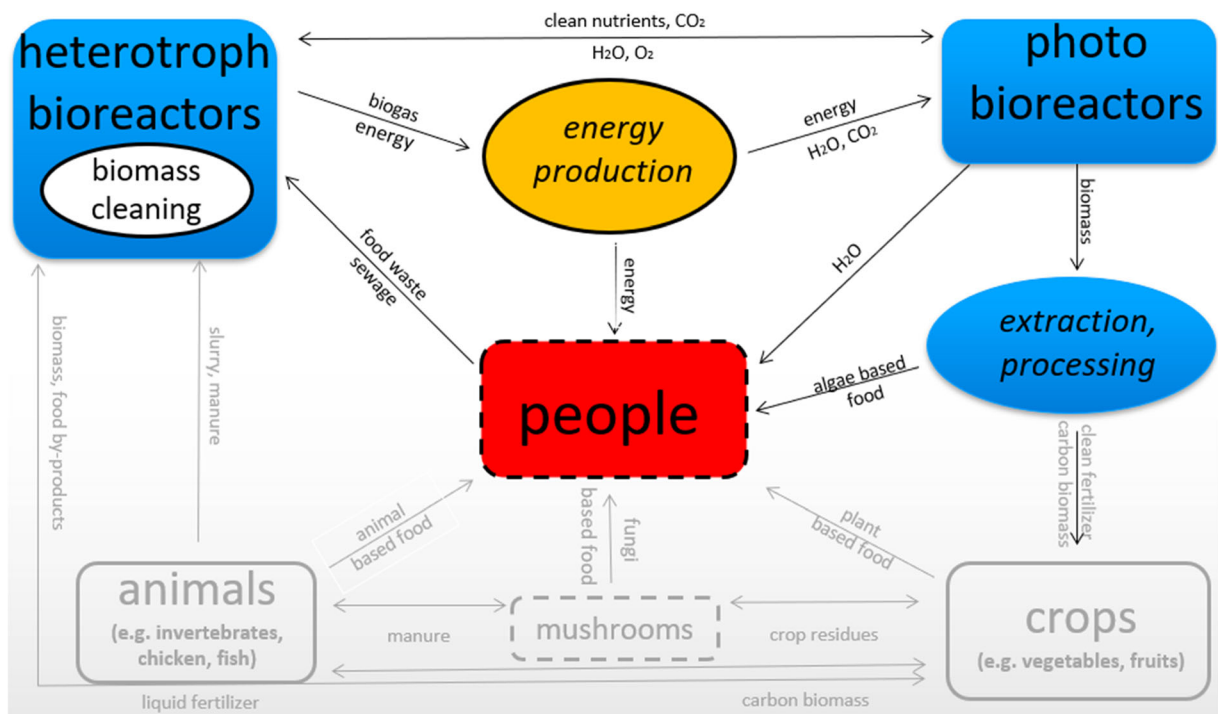 clean nutrients, CO₂
H₂O, O₂
heterotroph
bioreactors
biomass
cleaning
biogas
energy
energy
production
energy
H₂O, CO₂
photo
bioreactors
biomass
food waste
sewage
energy
H₂O
extraction,
processing
biomass, food by-products
slurry, manure
people
algae based
food
clean fertilizer
carbon biomass
animal
based food
fungi
based food
plant
based food
animals
(e.g. invertebrates,
chicken, fish)
manure
mushrooms
crop residues
crops
(e.g. vegetables, fruits)
liquid fertilizer
carbon biomass